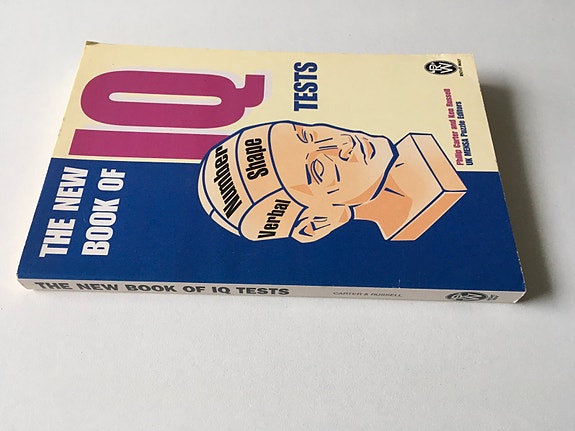 THE NEW
BOOK OF
IQ
TESTS
Number
Shape
Verbal
Philip Carter and Ken Russell
UK MENSA Puzzle Editors
THE NEW BOOK OF IQ TESTS
CARTER & RUSSELL